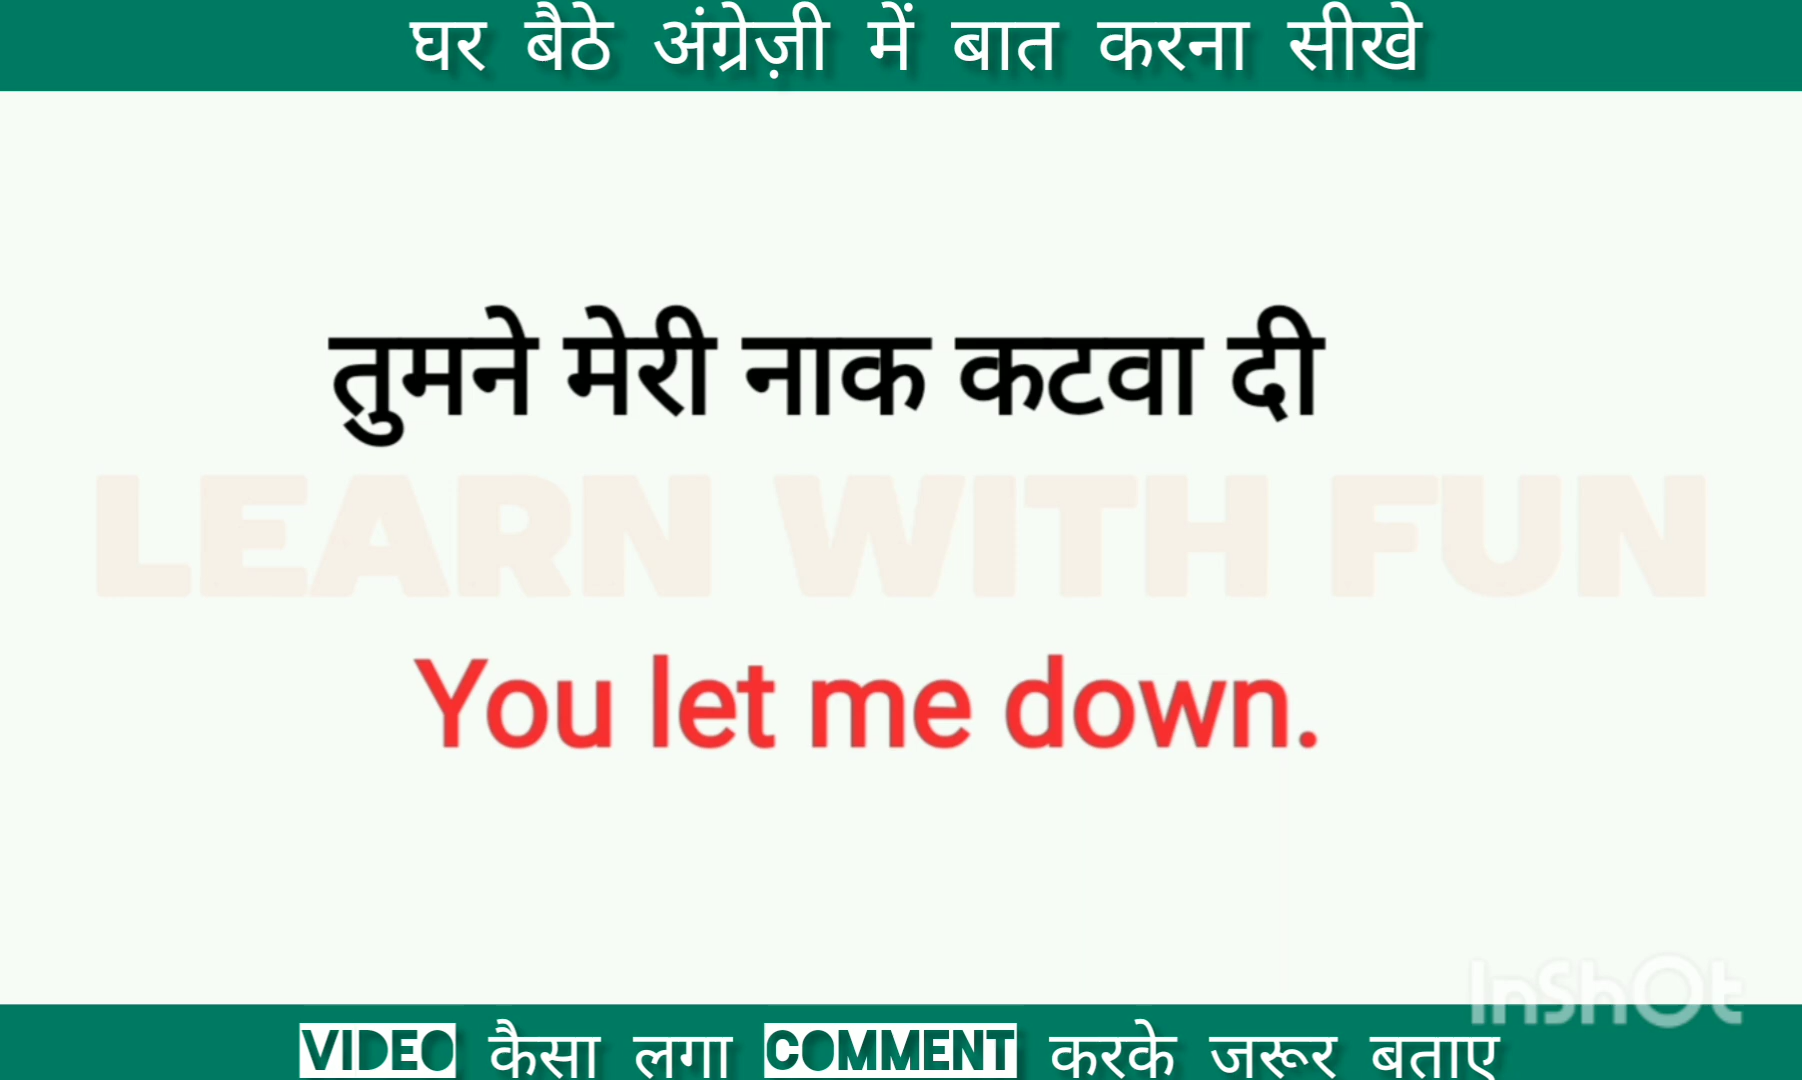 घर बैठे अंग्रेज़ी में बात करना सीखे
तुमने मेरी नाक कटवा दी
LEARN WITH FUN
You let me down.
InShOt
VIDEO कैसा लगा COMMENT करके जरूर बताए